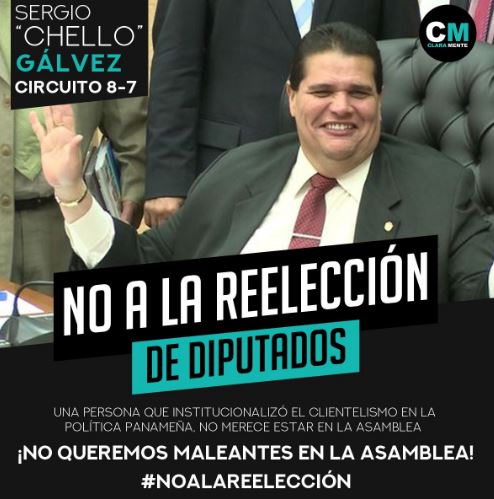 SERGIO
"CHELLO"
GÁLVEZ
CIRCUITO 8-7
CM
CLARA MENTE
NO A LA REELECCIÓN
DE DIPUTADOS
UNA PERSONA QUE INSTITUCIONALIZÓ EL CLIENTELISMO EN LA
POLÍTICA PANAMEÑA, NO MERECE ESTAR EN LA ASAMBLEA
¡NO QUEREMOS MALEANTES EN LA ASAMBLEA!
#NOALAREELECCIÓN